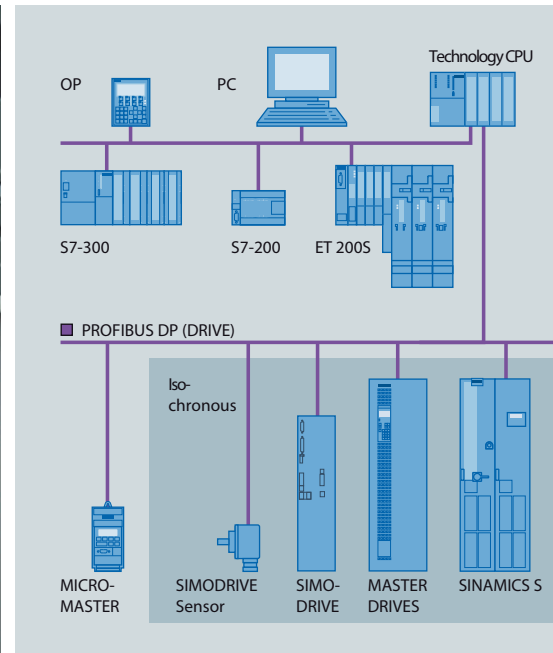 OP
PC
Technology CPU
S7-300
S7-200
ET 200S
PROFIBUS DP (DRIVE)
Iso-
chronous
MICRO-
MASTER
SIMODRIVE
Sensor
SIMO-
DRIVE
MASTER
DRIVES
SINAMICS S